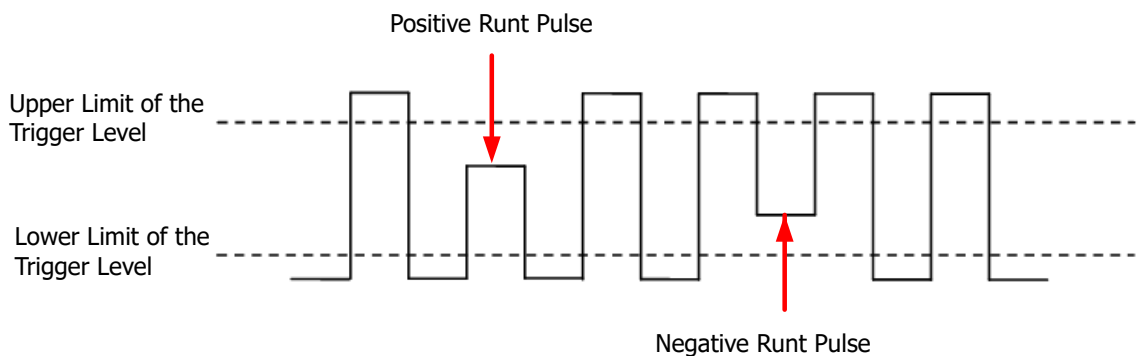 Positive Runt Pulse
Upper Limit of the
Trigger Level
Lower Limit of the
Trigger Level
Negative Runt Pulse